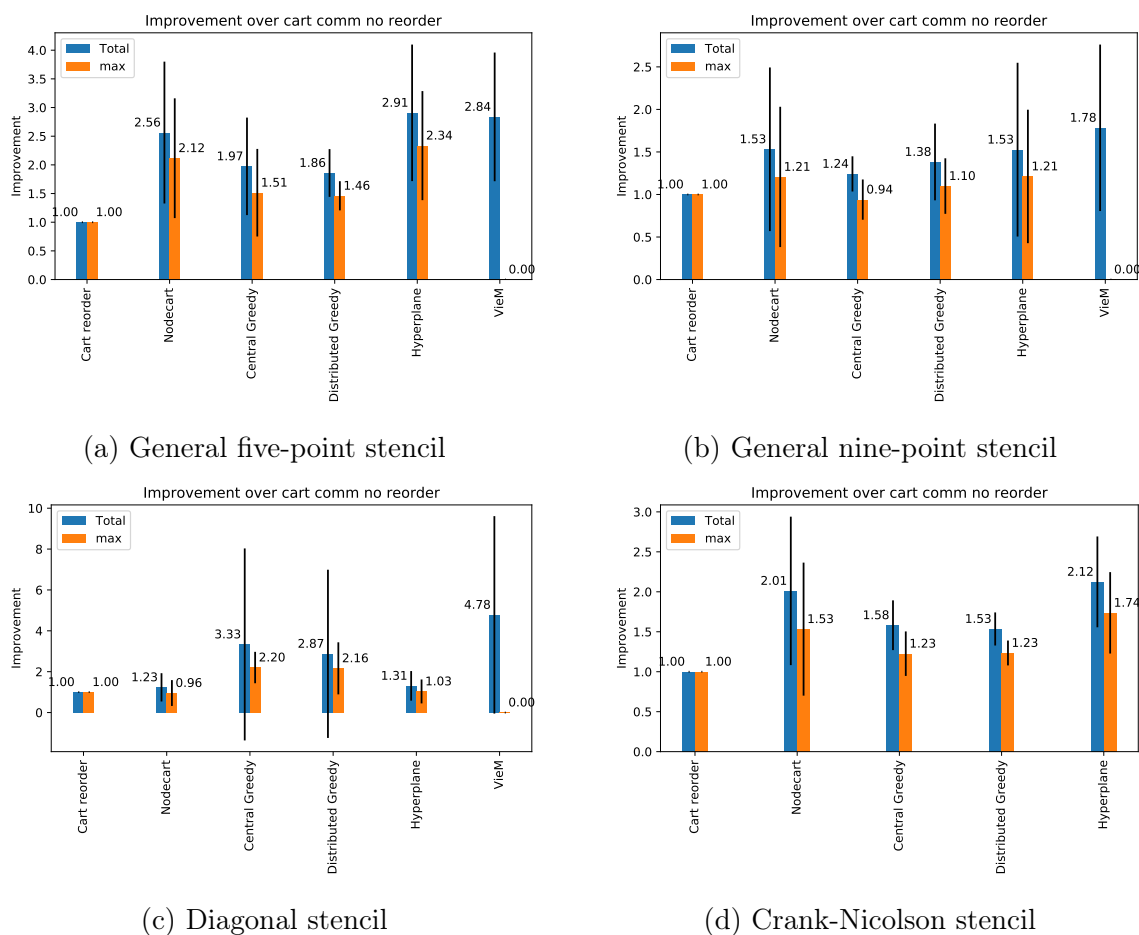 Improvement over cart comm no reorder
Total
max
Improvement
4.0
3.5
3.0
2.5
2.0
1.5
1.0
0.5
0.0
1.00
1.00
2.56
2.12
1.97
1.51
1.86
1.46
2.91
2.34
2.84
0.00
Cart reorder
Nodecart
Central Greedy
Distributed Greedy
Hyperplane
VieM
(a) General five-point stencil
Improvement over cart comm no reorder
Total
max
Improvement
2.5
2.0
1.5
1.0
0.5
0.0
1.00
1.00
1.53
1.21
1.24
0.94
1.38
1.10
1.53
1.21
1.78
0.00
Cart reorder
Nodecart
Central Greedy
Distributed Greedy
Hyperplane
VieM
(b) General nine-point stencil
Improvement over cart comm no reorder
Total
max
Improvement
10
8
6
4
2
0
1.00
1.00
1.23
0.96
3.33
2.20
2.87
2.16
1.31
1.03
4.78
0.00
Cart reorder
Nodecart
Central Greedy
Distributed Greedy
Hyperplane
VieM
(c) Diagonal stencil
Improvement over cart comm no reorder
Total
max
Improvement
3.0
2.5
2.0
1.5
1.0
0.5
0.0
1.00
1.00
2.01
1.53
1.58
1.23
1.53
1.23
2.12
1.74
Cart reorder
Nodecart
Central Greedy
Distributed Greedy
Hyperplane
(d) Crank-Nicolson stencil